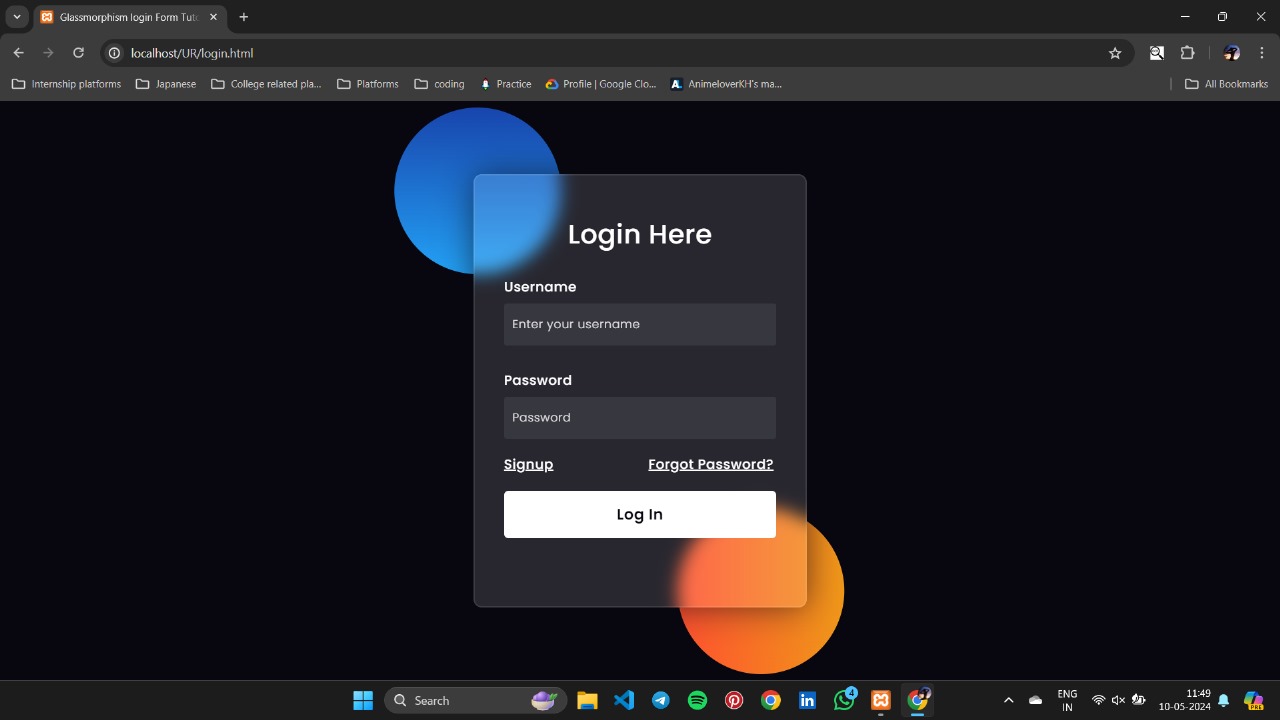 Glassmorphism login Form Tuto
localhost/UR/login.html
Internship platforms Japanese College related pla... Platforms coding Practice Profile | Google Clo... AnimeloverKH's ma... All Bookmarks
Login Here
Username
Enter your username
Password
Password
Signup Forgot Password?
Log In
Search
4
ENG
IN
11:49
10-05-2024
PRE